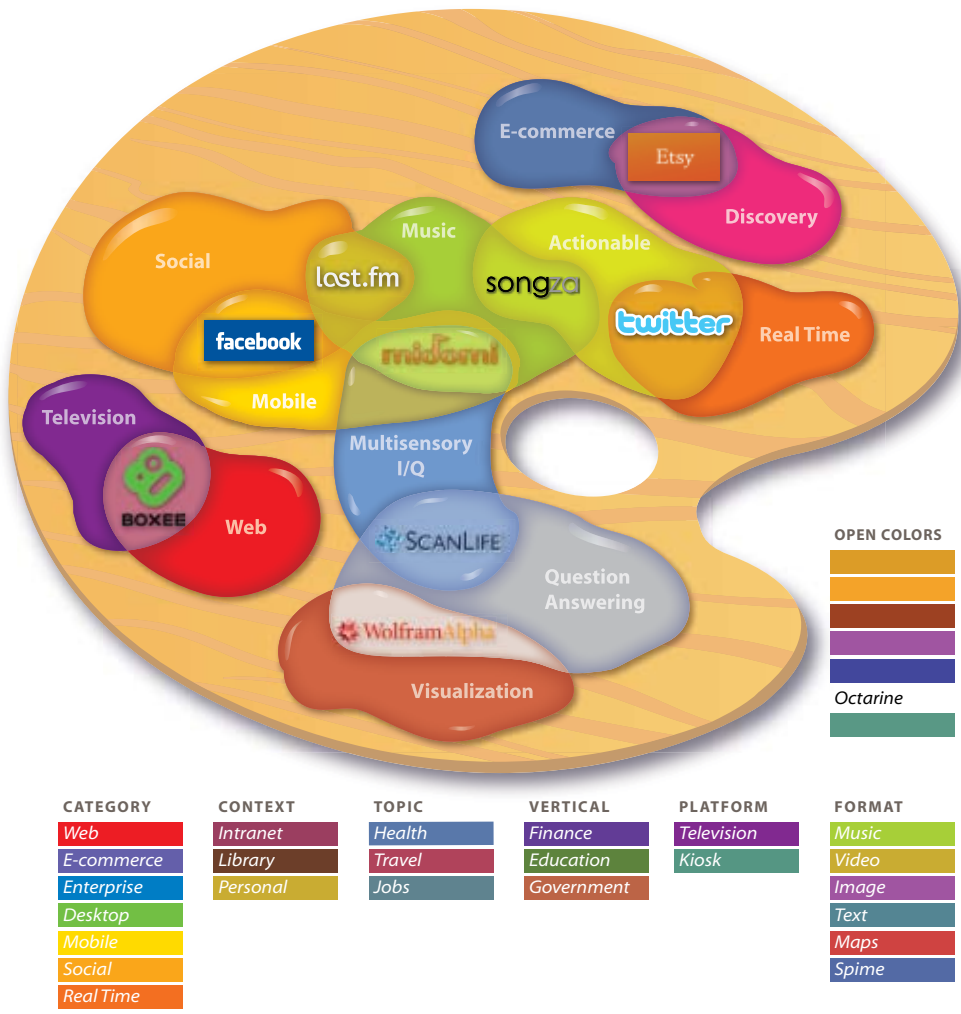 E-commerce
Etsy
Discovery
Music
Actionable
Social
last.fm
songza
twitter
facebook
Real Time
midomi
Mobile
Television
Multisensory
I/Q
BOXEE
Web
SCANLIFE
Question
Answering
WolframAlpha
Visualization
OPEN COLORS
Octarine
CATEGORY
Web
E-commerce
Enterprise
Desktop
Mobile
Social
Real Time
CONTEXT
Intranet
Library
Personal
TOPIC
Health
Travel
Jobs
VERTICAL
Finance
Education
Government
PLATFORM
Television
Kiosk
FORMAT
Music
Video
Image
Text
Maps
Spime